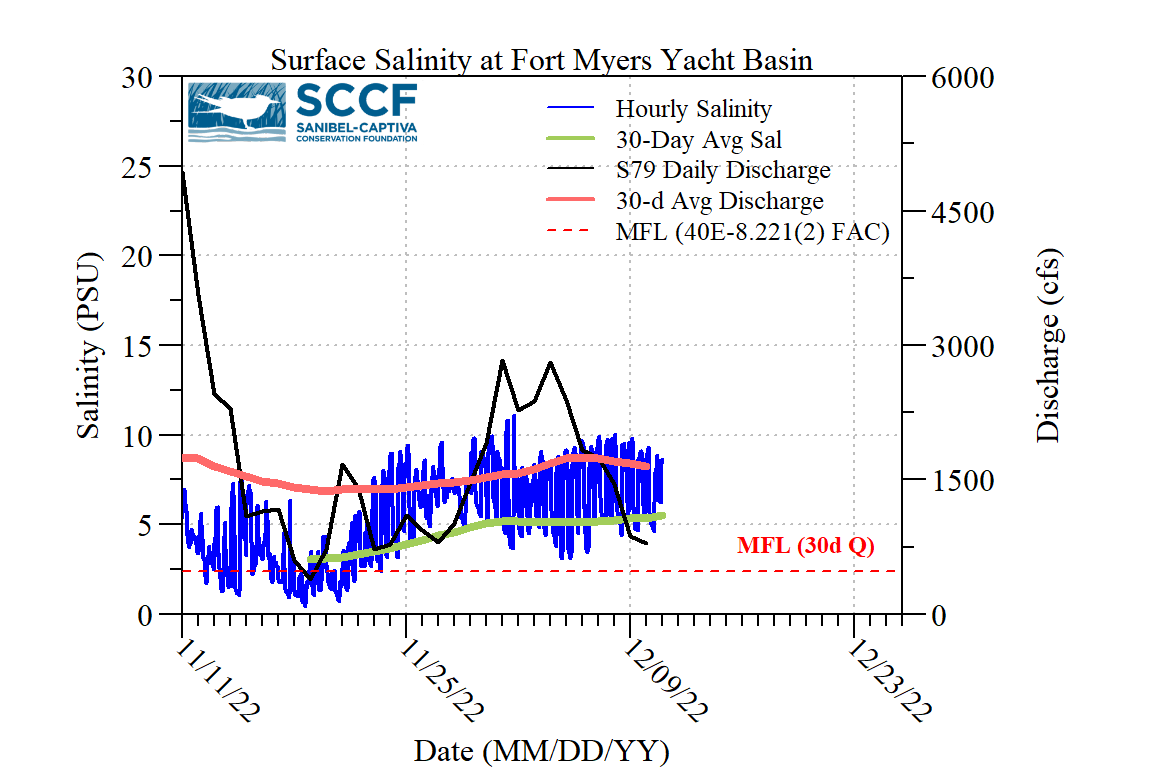 Surface Salinity at Fort Myers Yacht Basin
SCCF
SANIBEL-CAPTIVA
CONSERVATION FOUNDATION
Hourly Salinity
30-Day Avg Sal
S79 Daily Discharge
30-d Avg Discharge
MFL (40E-8.221(2) FAC)
30
25
20
15
10
5
0
Salinity (PSU)
6000
4500
3000
1500
0
Discharge (cfs)
MFL (30d Q)
11/11/22
11/25/22
12/09/22
12/23/22
Date (MM/DD/YY)